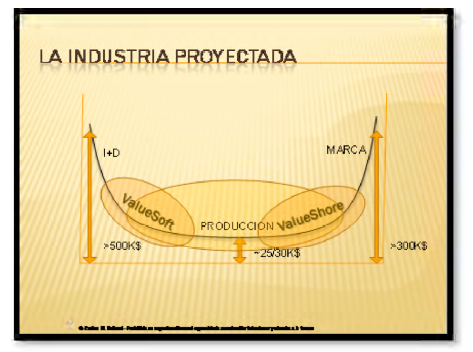 LA INDUSTRIA PROYECTADA
I+D
MARCA
ValueSoft
PRODUCCION
ValueShore
>500K$
~25/30K$
>300K$